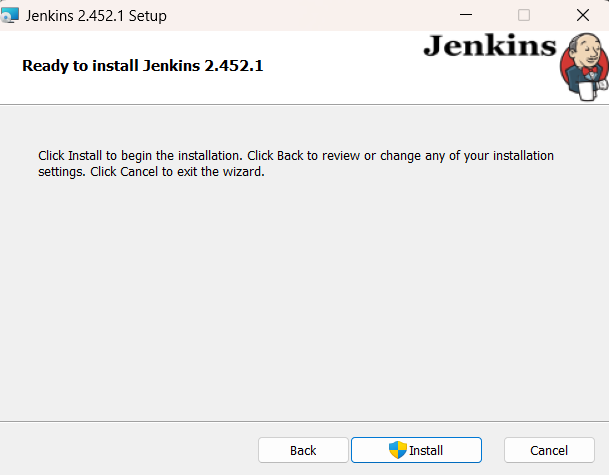 Jenkins 2.452.1 Setup
Jenkins
Ready to install Jenkins 2.452.1
Click Install to begin the installation. Click Back to review or change any of your installation
settings. Click Cancel to exit the wizard.
Back
Install
Cancel